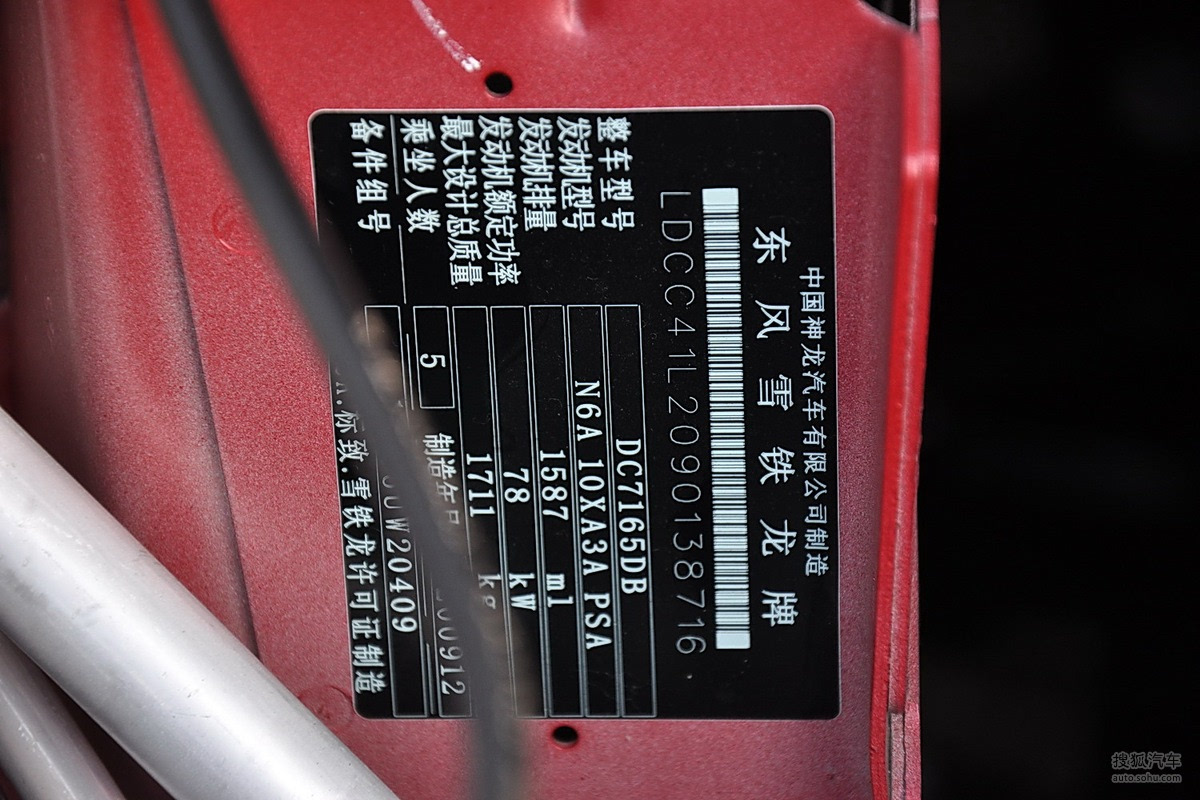 中国神龙汽车有限公司制造
东风雪铁龙牌
LDCC41L2090138716
整车型号 DC7165DB
发动机型号 N6A 10XA3A PSA
发动机排量 1587 ml
发动机额定功率 78 kW
最大设计总质量 1711 kg
乘坐人数 5 制造年月 200912
备件组号 W20409
标致.雪铁龙许可证制造
搜狐汽车
auto.sohu.com